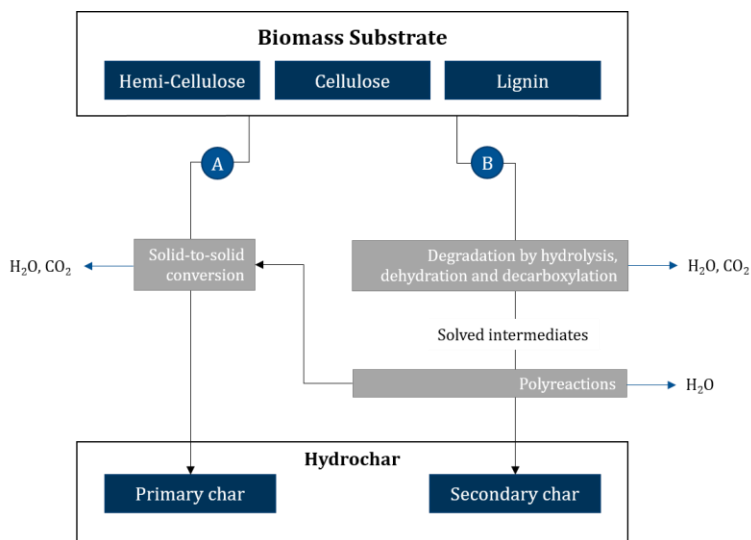 Biomass Substrate
Hemi-Cellulose
Cellulose
Lignin
A
B
Solid-to-solid
conversion
H₂O, CO₂
Degradation by hydrolysis,
dehydration and decarboxylation
H₂O, CO₂
Solved intermediates
Polyreactions
H₂O
Hydrochar
Primary char
Secondary char